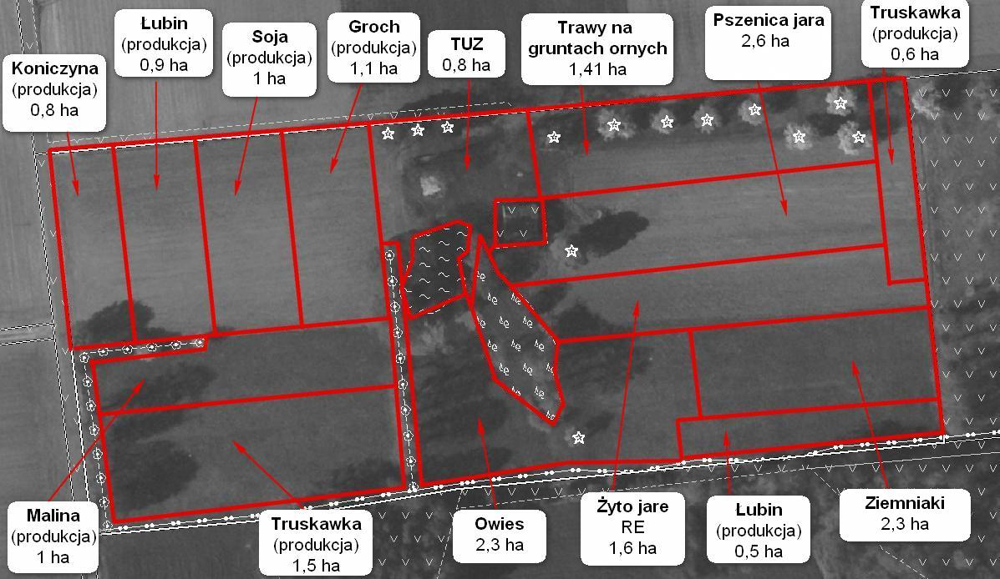 Koniczyna
(produkcja)
0,8 ha
Łubin
(produkcja)
0,9 ha
Soja
(produkcja)
1 ha
Groch
(produkcja)
1,1 ha
TUZ
0,8 ha
Trawy na
gruntach ornych
1,41 ha
Pszenica jara
2,6 ha
Truskawka
(produkcja)
0,6 ha
Malina
(produkcja)
1 ha
Truskawka
(produkcja)
1,5 ha
Owies
2,3 ha
Żyto jare
RE
1,6 ha
Łubin
(produkcja)
0,5 ha
Ziemniaki
2,3 ha